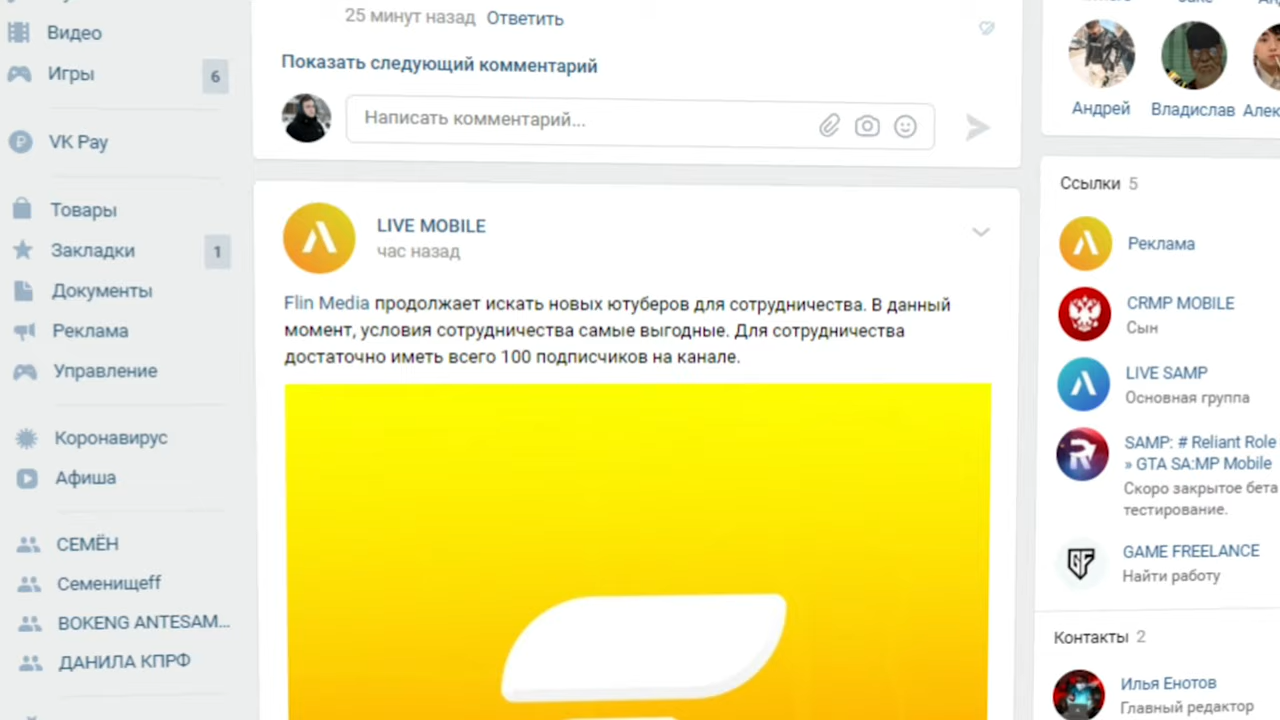 Видео
Игры
6
VK Pay
Товары
Закладки
1
Документы
Реклама
Управление
Коронавирус
Афиша
СЕМЁН
Семенищеff
BOKENG ANTESAM...
ДАНИЛА КПРФ
25 минут назад Ответить
Показать следующий комментарий
Написать комментарий...
LIVE MOBILE
час назад
Flin Media продолжает искать новых ютуберов для сотрудничества. В данный
момент, условия сотрудничества самые выгодные. Для сотрудничества
достаточно иметь всего 100 подписчиков на канале.
Андрей
Владислав
Ссылки 5
Реклама
CRMP MOBILE
Сын
LIVE SAMP
Основная группа
SAMP: # Reliant Role
» GTA SA:MP Mobile
Скоро закрытое бета
тестирование.
GAME FREELANCE
Найти работу
Контакты 2
Илья Енотов
Главный редактор